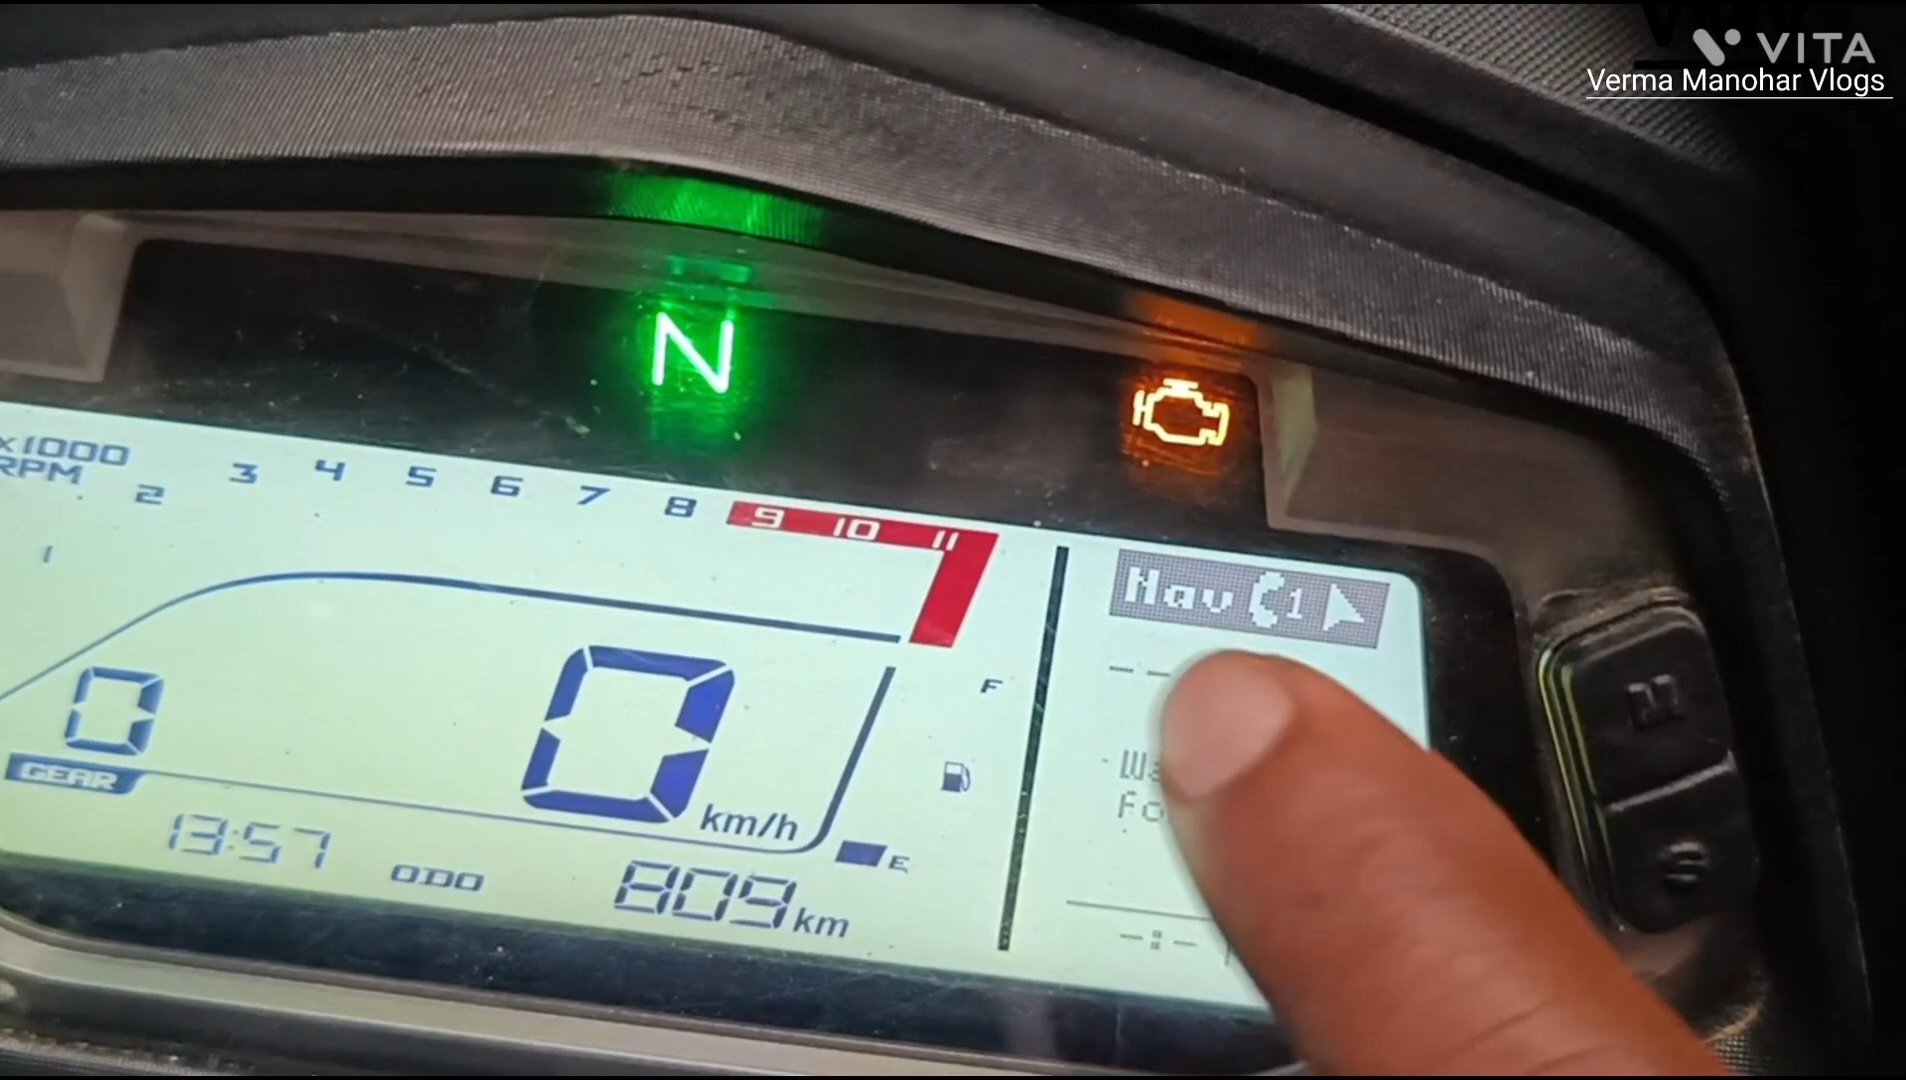 VITA
Verma Manohar Vlogs
N
x1000
RPM
1 2 3 4 5 6 7 8 9 10 11
Nav 1
0
GEAR
0
km/h
F
E
13:57
ODO
809 km
M